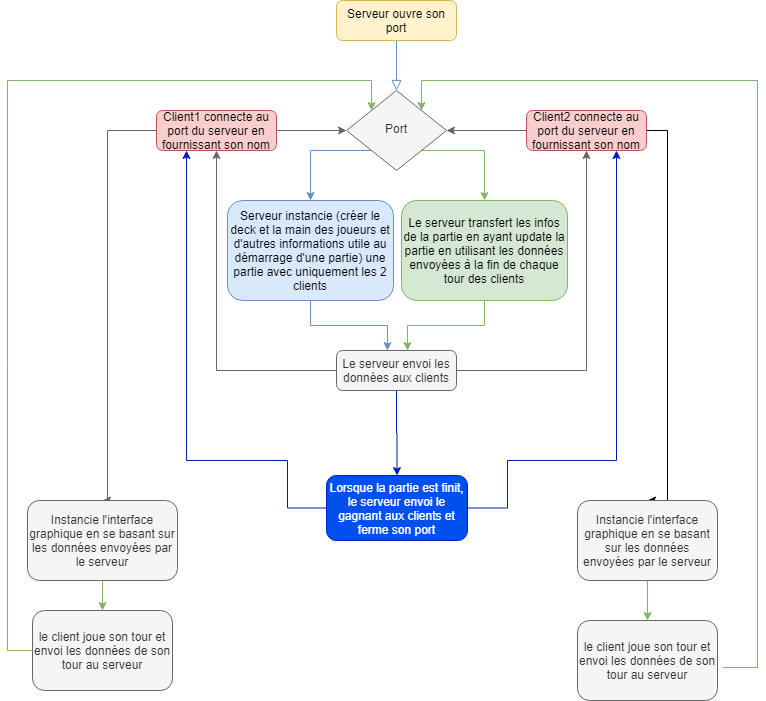 Serveur ouvre son
port
Client1 connecte au
port du serveur en
fournissant son nom
Port
Client2 connecte au
port du serveur en
fournissant son nom
Serveur instancie (créer le
deck et la main des joueurs et
d'autres informations utile au
démarrage d'une partie) une
partie avec uniquement les 2
clients
Le serveur transfert les infos
de la partie en ayant update la
partie en utilisant les données
envoyées à la fin de chaque
tour des clients
Le serveur envoi les
données aux clients
Lorsque la partie est finit,
le serveur envoi le
gagnant aux clients et
ferme son port
Instancie l'interface
graphique en se basant sur
les données envoyées par
le serveur
Instancie l'interface
graphique en se basant
sur les données
envoyées par le serveur
le client joue son tour et
envoi les données de son
tour au serveur
le client joue son tour et
envoi les données de son
tour au serveur